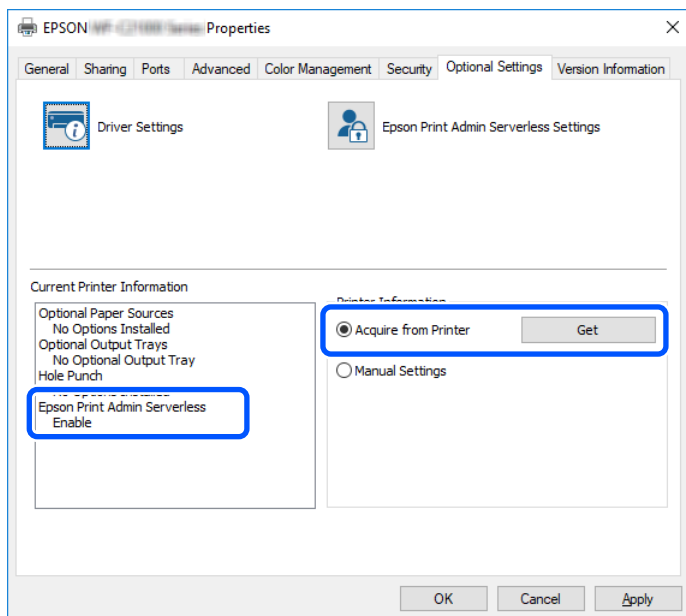 EPSON Properties
General Sharing Ports Advanced Color Management Security Optional Settings Version Information
Driver Settings
Epson Print Admin Serverless Settings
Current Printer Information
Optional Paper Sources
No Options Installed
Optional Output Trays
No Optional Output Tray
Hole Punch
Epson Print Admin Serverless
Enable
Printer Information
Acquire from Printer Get
Manual Settings
OK Cancel Apply